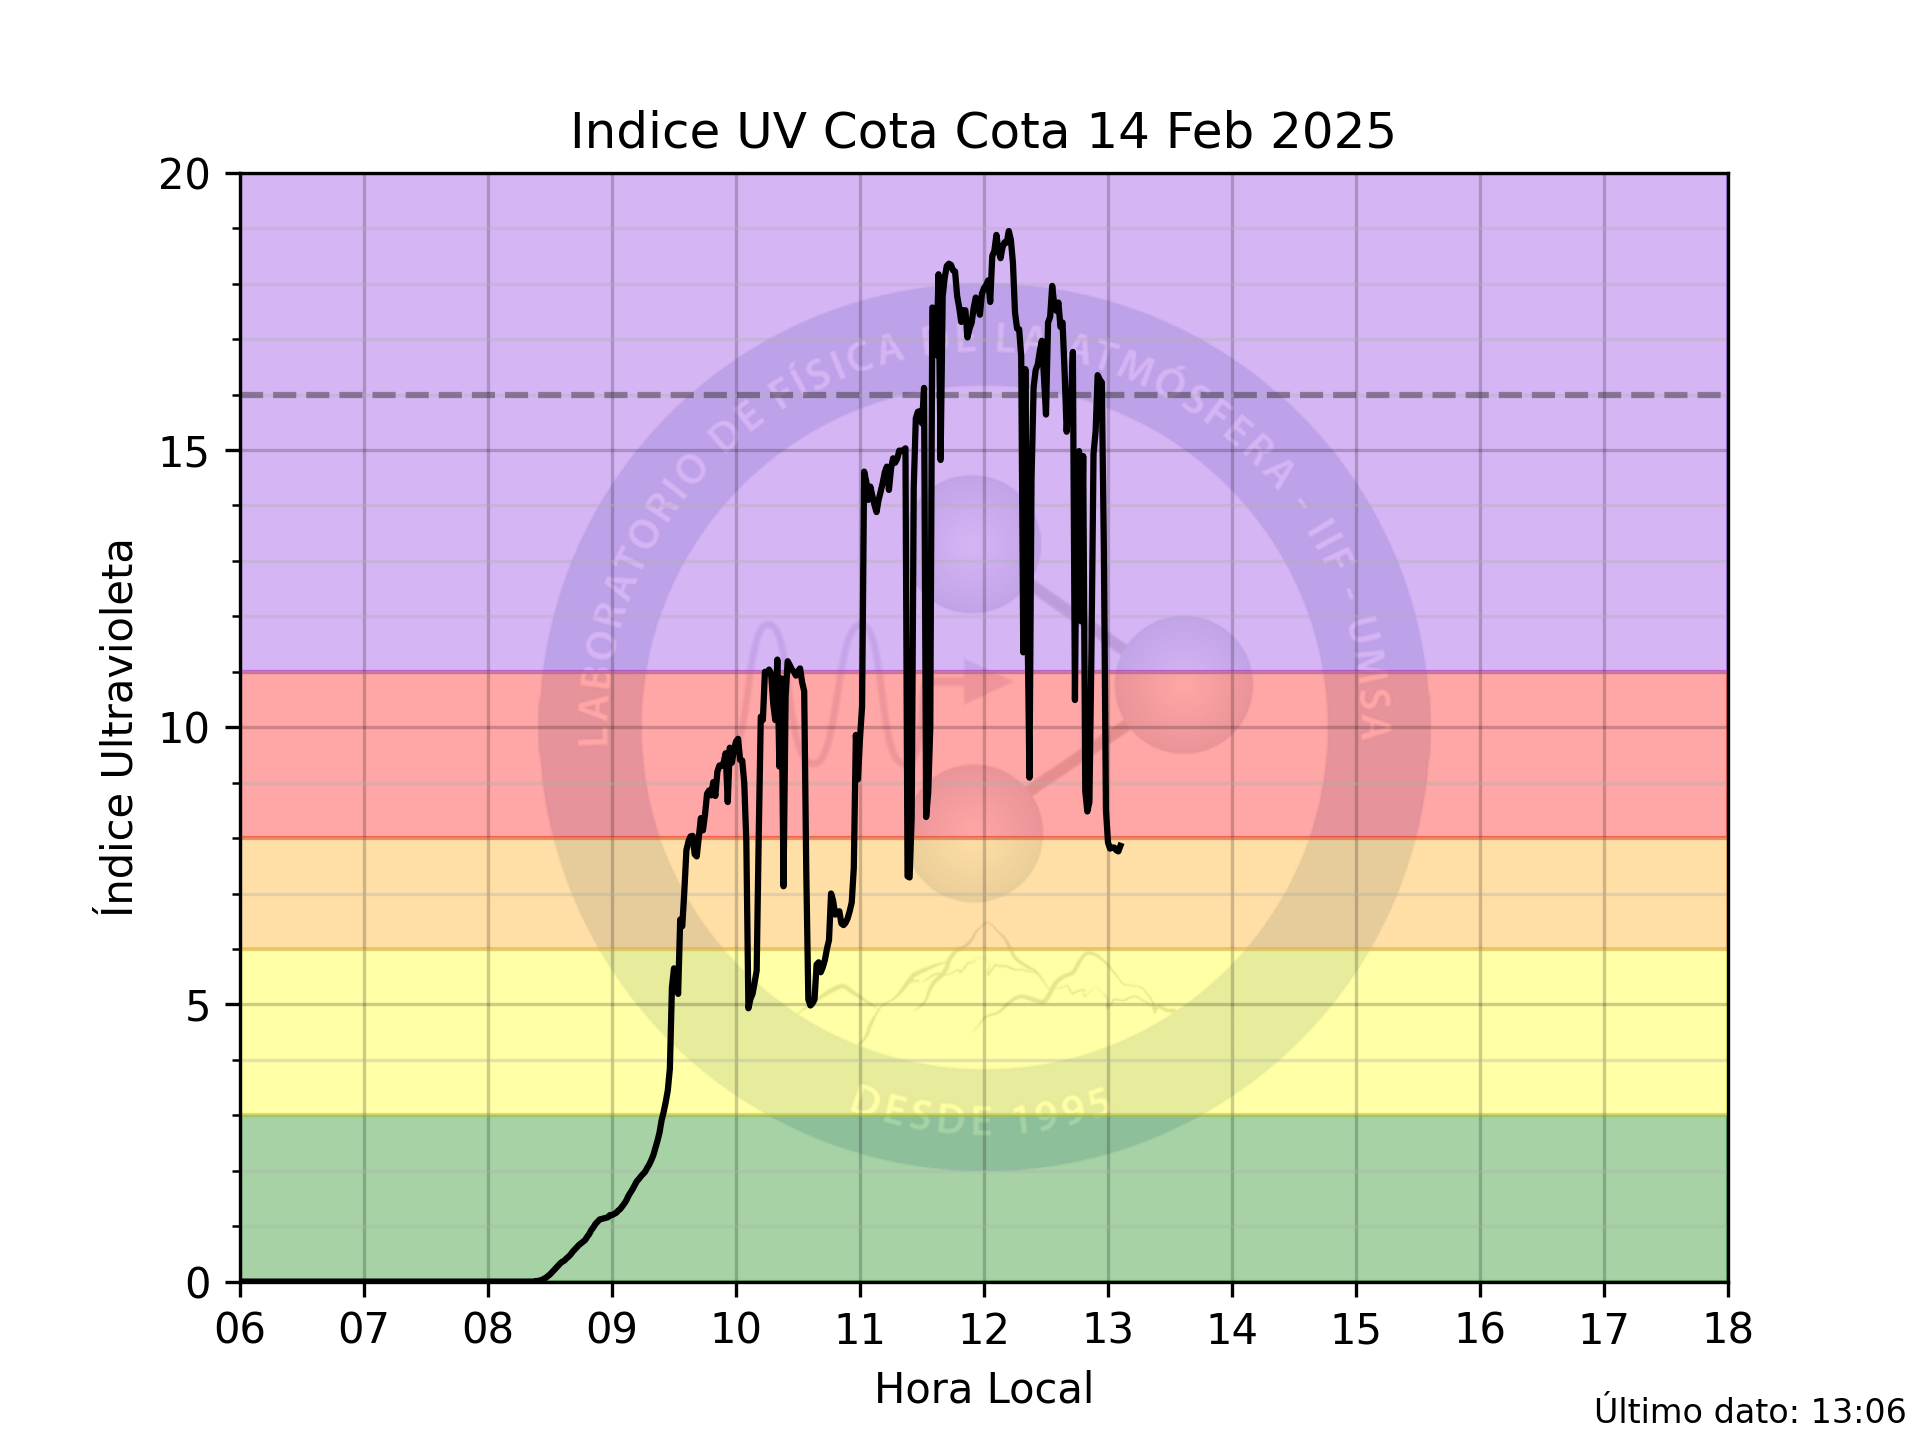 Indice UV Cota Cota 14 Feb 2025
20
15
10
5
0
Índice Ultravioleta
LABORATORIO DE FÍSICA DE LA ATMÓSFERA - IIF - UMSA
DESDE 1995
06 07 08 09 10 11 12 13 14 15 16 17 18
Hora Local
Último dato: 13:06